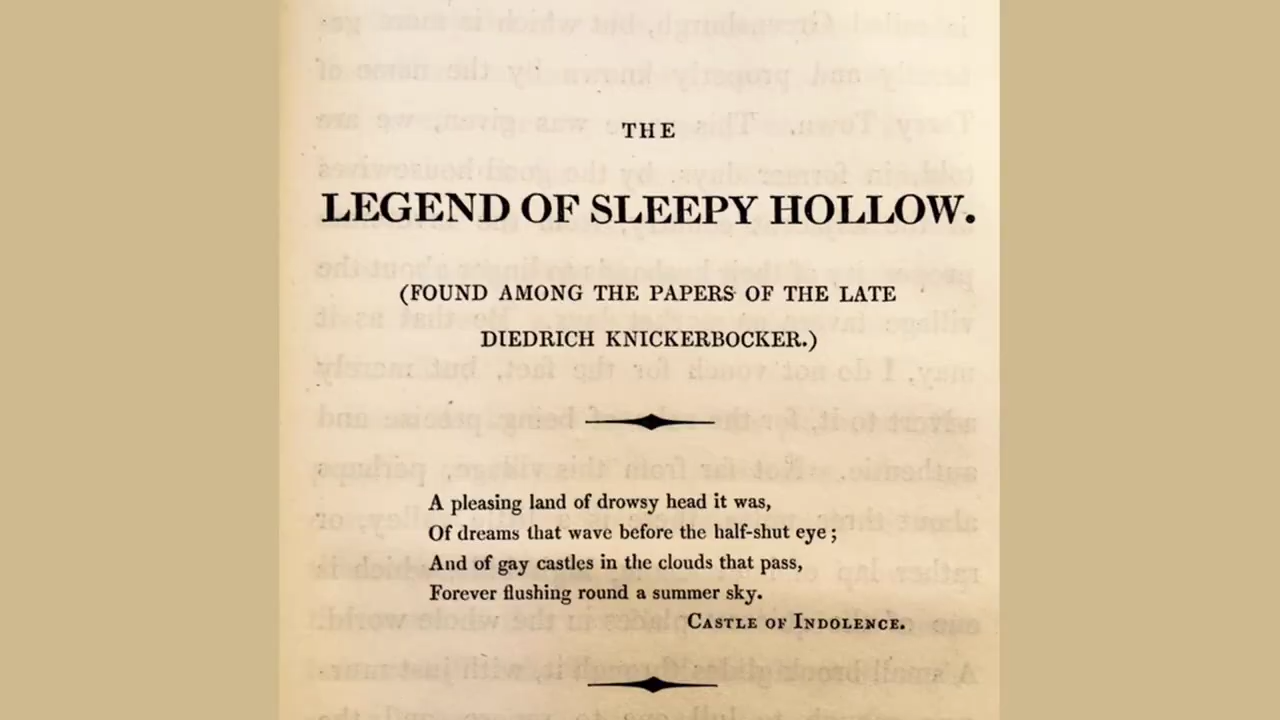 THE
LEGEND OF SLEEPY HOLLOW.
(FOUND AMONG THE PAPERS OF THE LATE
DIEDRICH KNICKERBOCKER.)
A pleasing land of drowsy head it was,
Of dreams that wave before the half-shut eye;
And of gay castles in the clouds that pass,
Forever flushing round a summer sky.
CASTLE OF INDOLENCE.